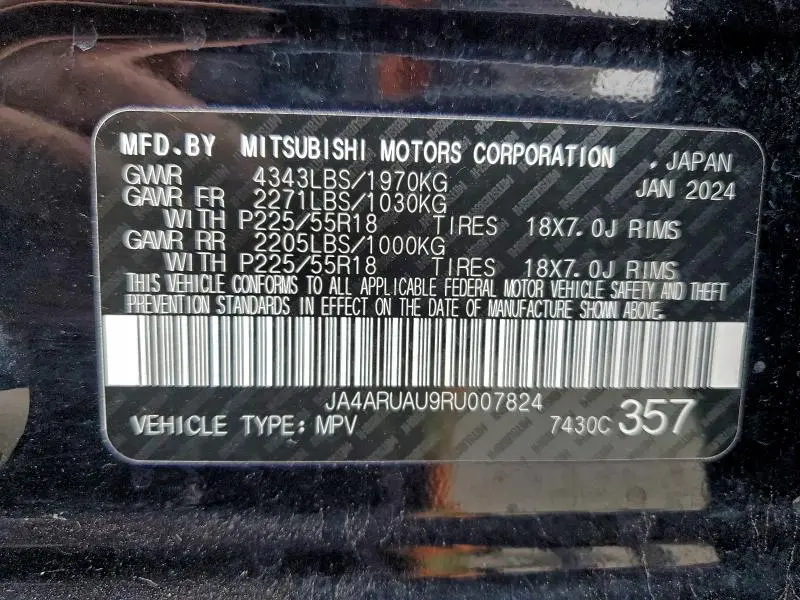 MFD. BY MITSUBISHI MOTORS CORPORATION . JAPAN
GVWR 4343LBS/1970KG JAN 2024
GAWR FR 2271LBS/1030KG
WITH P225/55R18 TIRES 18X7.0J RIMS
GAWR RR 2205LBS/1000KG
WITH P225/55R18 TIRES 18X7.0J RIMS
THIS VEHICLE CONFORMS TO ALL APPLICABLE FEDERAL MOTOR VEHICLE SAFETY AND THEFT
PREVENTION STANDARDS IN EFFECT ON THE DATE OF MANUFACTURE SHOWN ABOVE.
JA4ARUAU9RU007824
VEHICLE TYPE: MPV 7430C 357